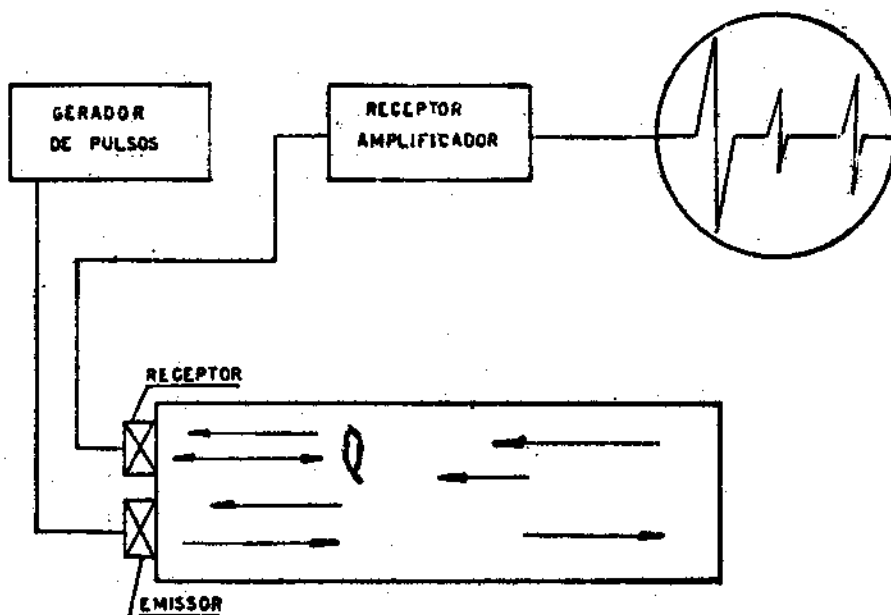 GERADOR
DE PULSOS
RECEPTOR
AMPLIFICADOR
RECEPTOR
EMISSOR